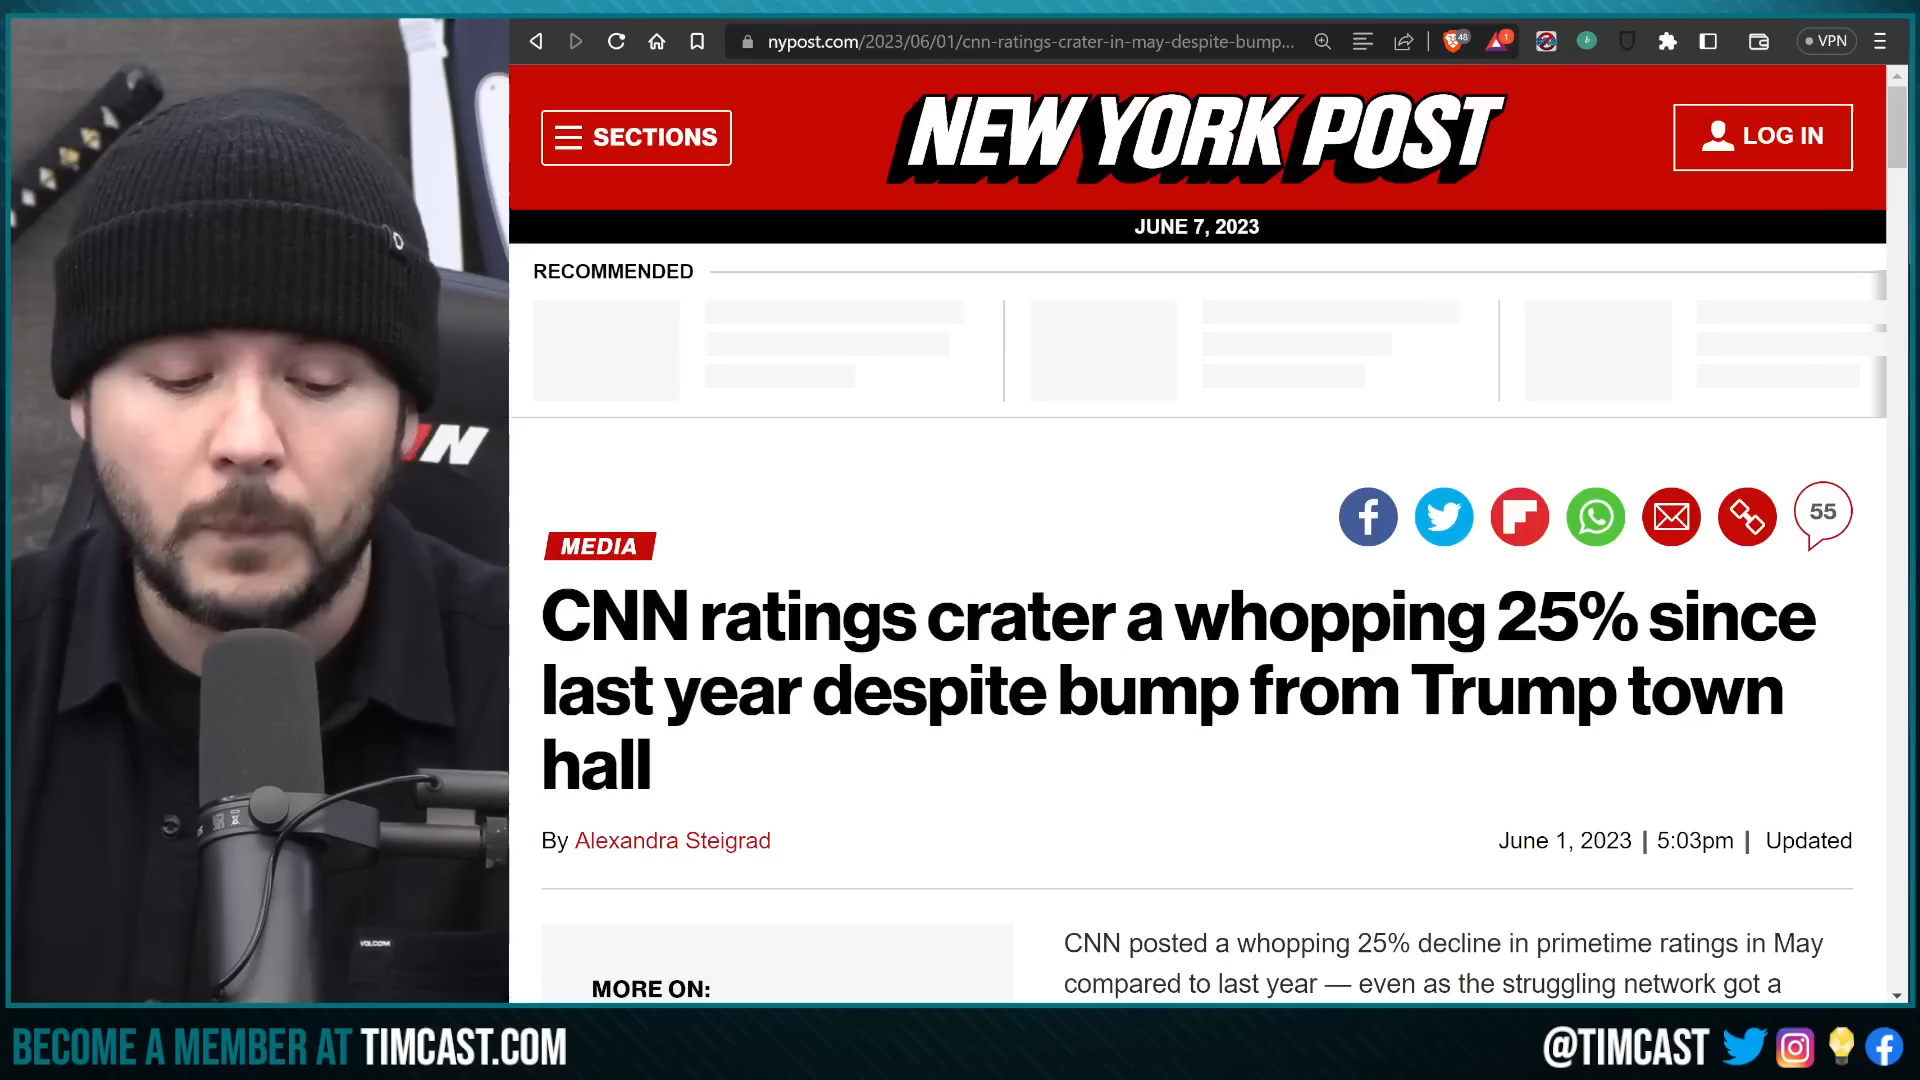 nypost.com/2023/06/01/cnn-ratings-crater-in-may-despite-bump...
48
1
VPN
SECTIONS
NEW YORK POST
LOG IN
JUNE 7, 2023
RECOMMENDED
55
MEDIA
CNN ratings crater a whopping 25% since
last year despite bump from Trump town
hall
By Alexandra Steigrad
June 1, 2023 | 5:03pm | Updated
MORE ON:
CNN posted a whopping 25% decline in primetime ratings in May
compared to last year — even as the struggling network got a
VOLCOM
BECOME A MEMBER AT TIMCAST.COM
@TIMCAST